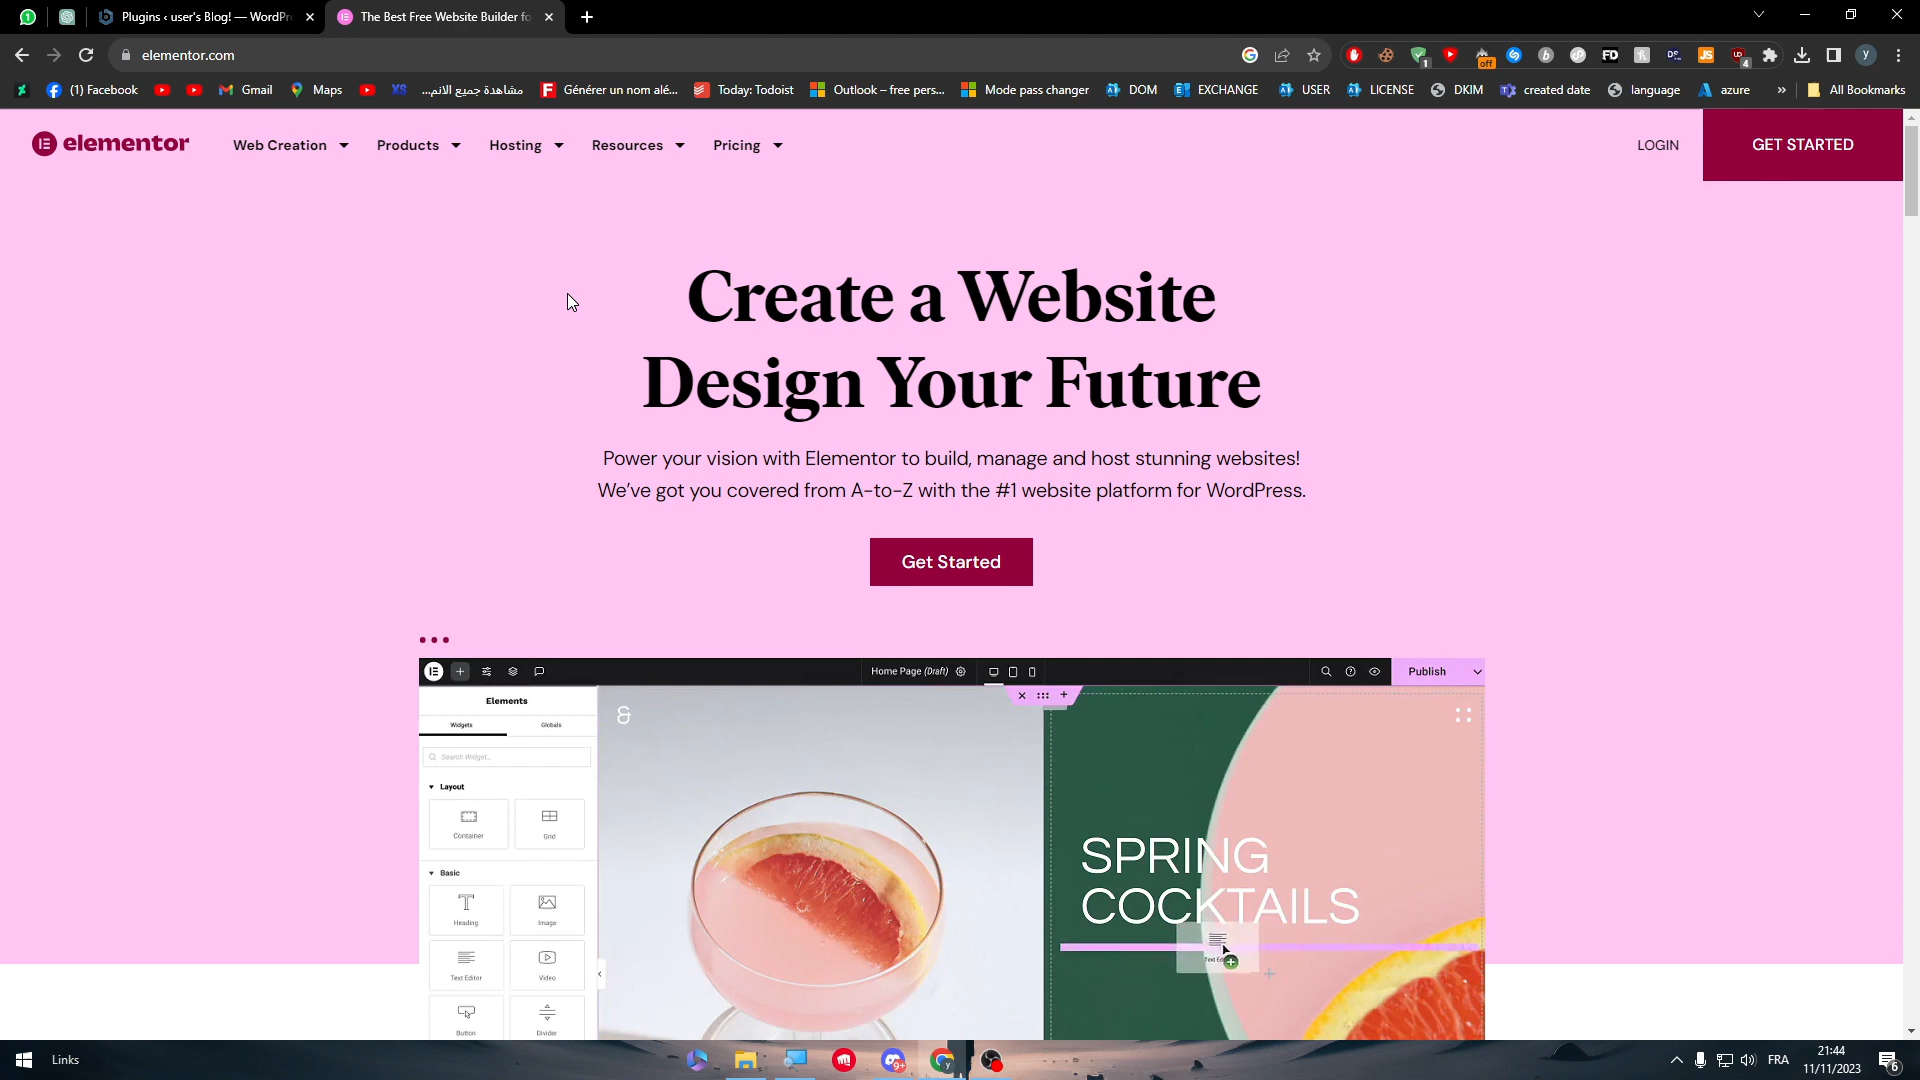 Plugins ‹ user's Blog! — WordPr
The Best Free Website Builder fo
elementor.com
(1) Facebook
Gmail
Maps
مشاهدة جميع الانم...
Générer un nom alé...
Today: Todoist
Outlook – free pers...
Mode pass changer
DOM
EXCHANGE
USER
LICENSE
DKIM
created date
language
azure
»
All Bookmarks
elementor
Web Creation
Products
Hosting
Resources
Pricing
LOGIN
GET STARTED
Create a Website
Design Your Future
Power your vision with Elementor to build, manage and host stunning websites!
We've got you covered from A-to-Z with the #1 website platform for WordPress.
Get Started
Home Page (Draft)
Publish
Elements
Widgets
Globals
Search Widget...
Layout
Container
Grid
Basic
Heading
Image
Text Editor
Video
Button
Divider
&
SPRING
COCKTAILS
Links
FRA
21:44
11/11/2023
6